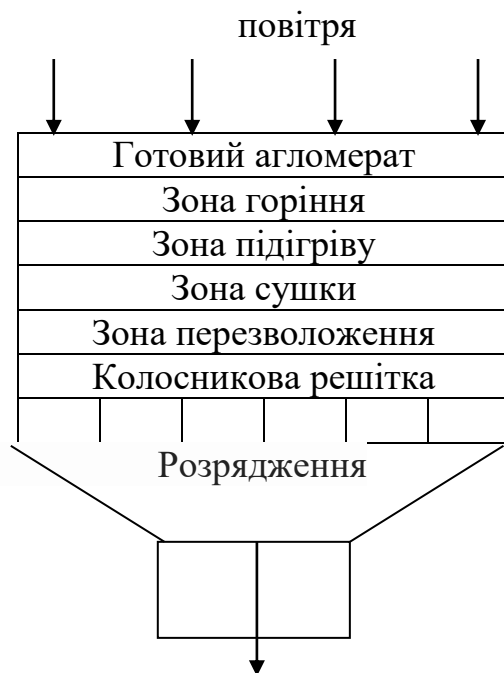 повітря
Готовий агломерат
Зона горіння
Зона підігріву
Зона сушки
Зона перезволоження
Колосникова решітка
Розрядження